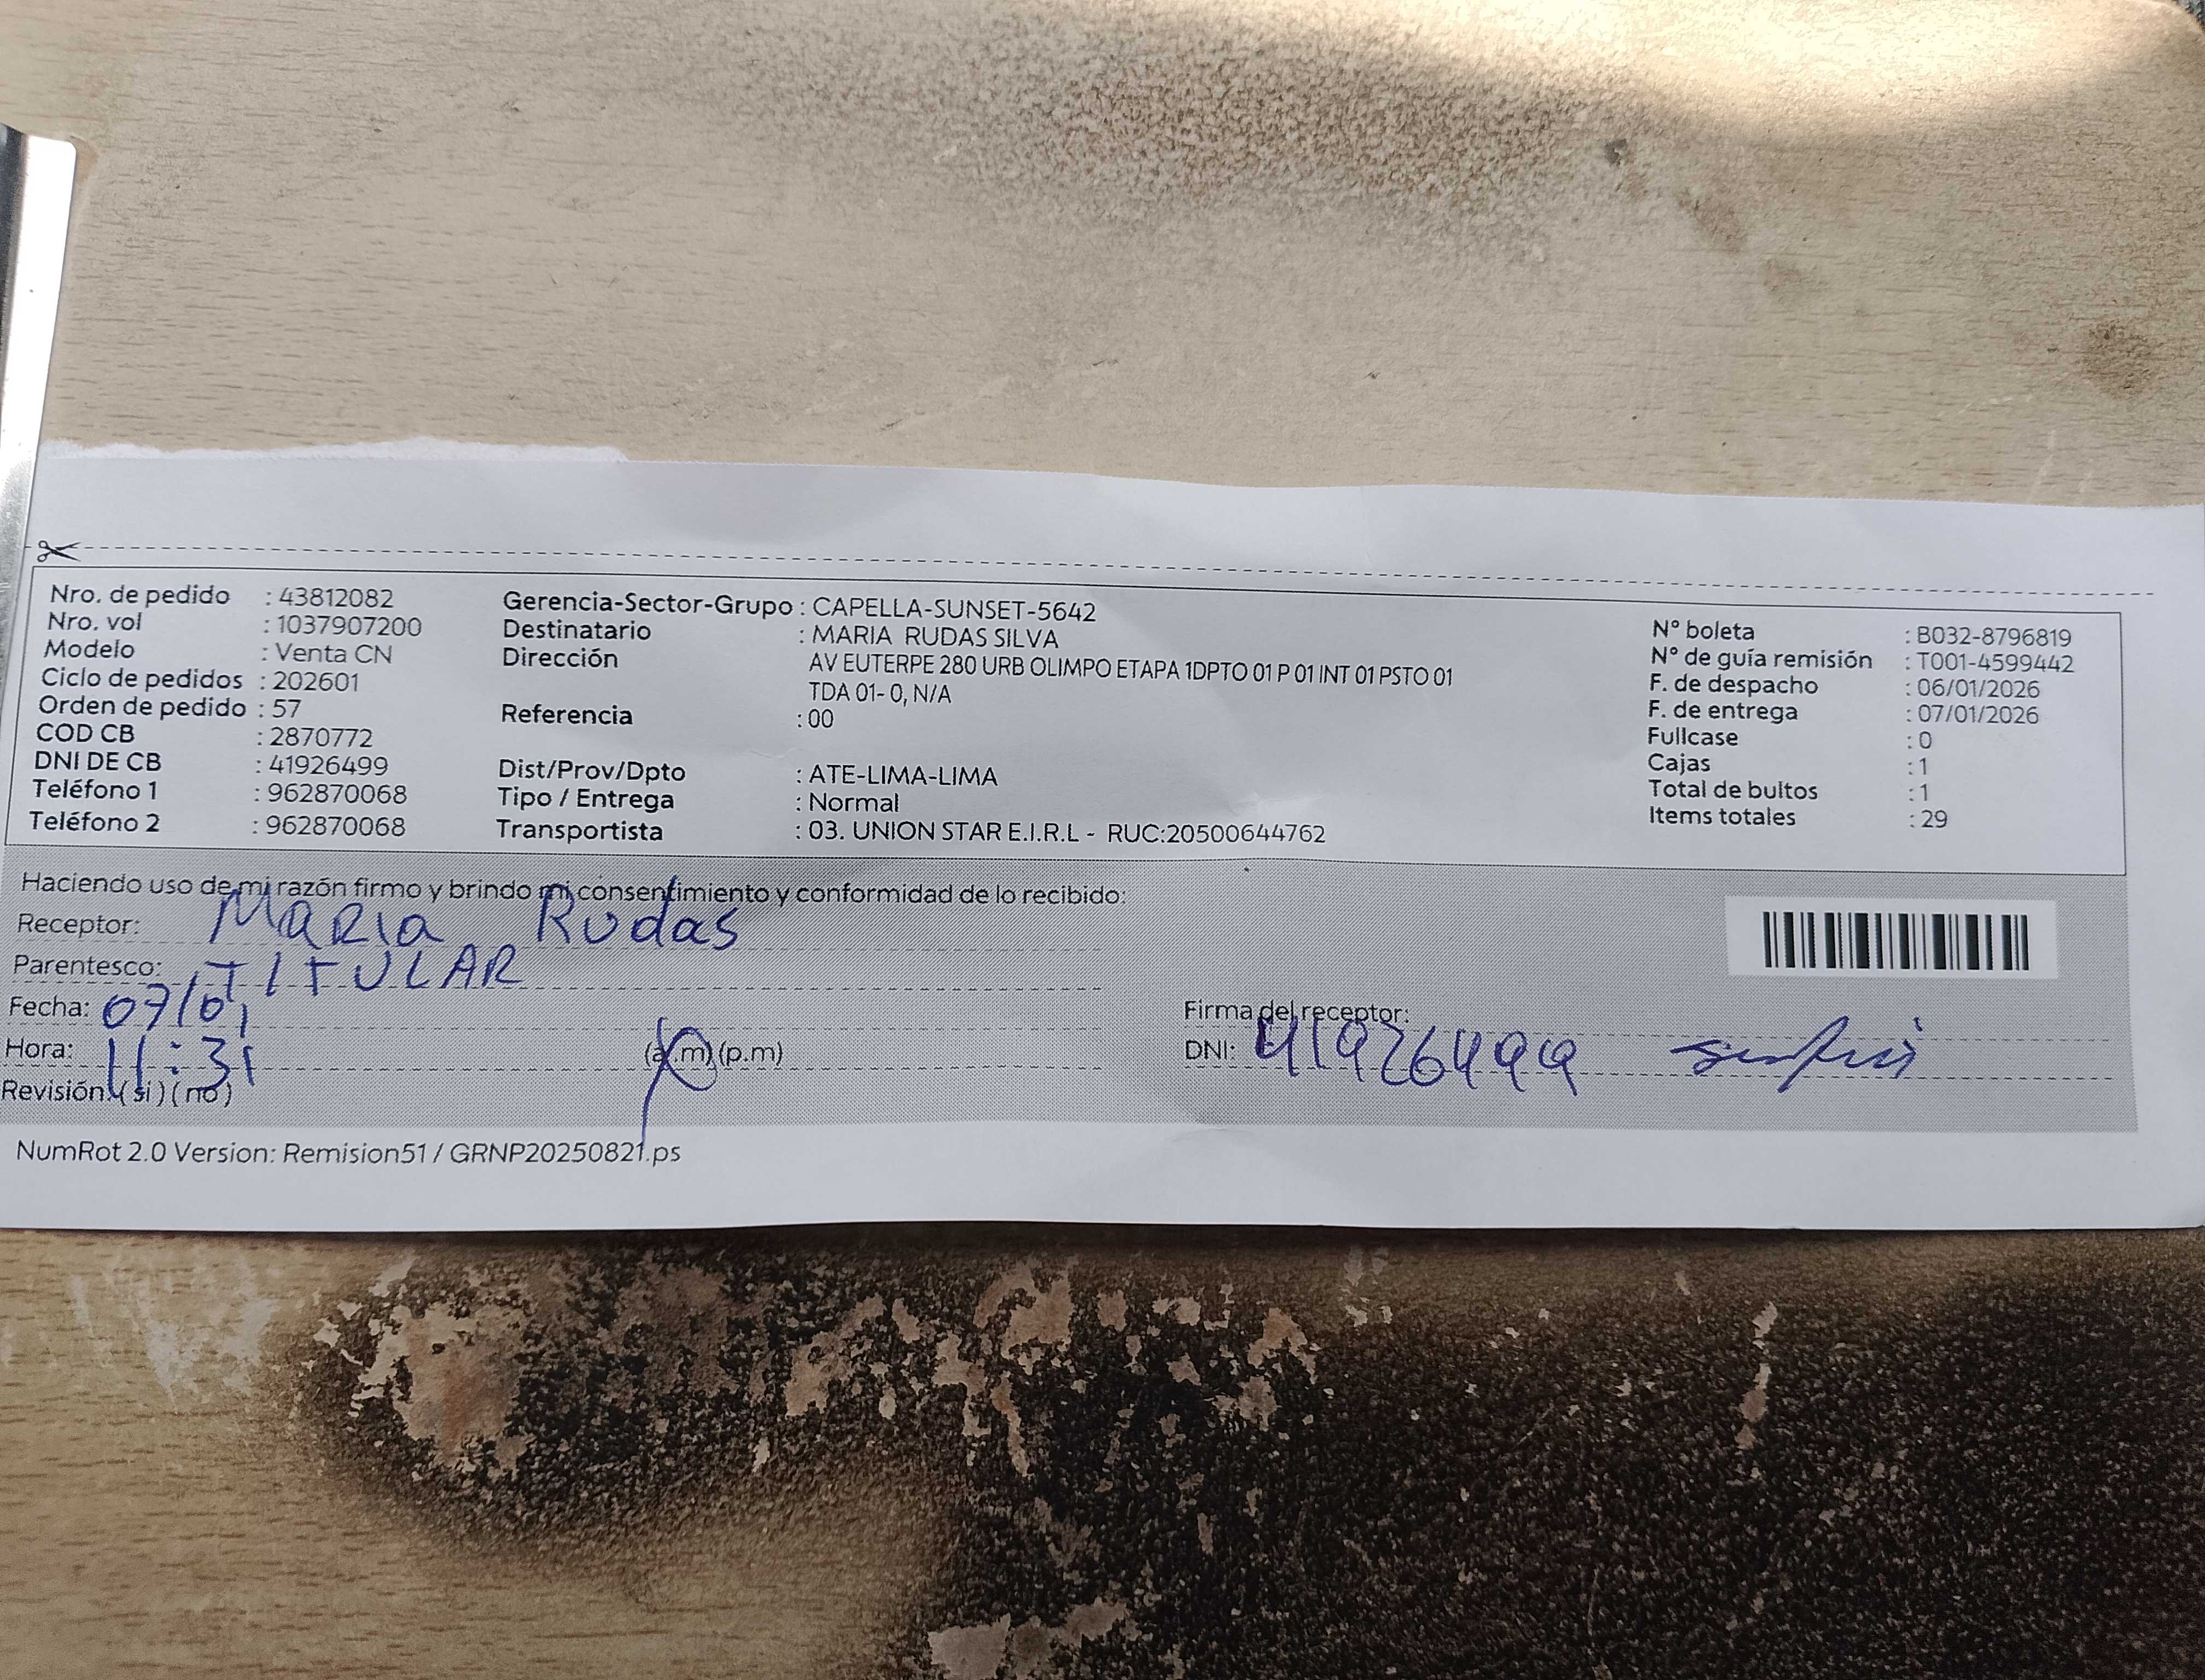 Nro. de pedido : 43812082
Nro. vol : 1037907200
Modelo : Venta CN
Ciclo de pedidos : 202601
Orden de pedido : 57
COD CB : 2870772
DNI DE CB : 41926499
Teléfono 1 : 962870068
Teléfono 2 : 962870068
Gerencia-Sector-Grupo : CAPELLA-SUNSET-5642
Destinatario : MARIA RUDAS SILVA
Dirección AV EUTERPE 280 URB OLIMPO ETAPA 1DPTO 01 P 01 INT 01 PSTO 01
TDA 01- 0, N/A
Referencia : 00
Dist/Prov/Dpto : ATE-LIMA-LIMA
Tipo / Entrega : Normal
Transportista : 03. UNION STAR E.I.R.L - RUC:20500644762
N° boleta : B032-8796819
N° de guía remisión : T001-4599442
F. de despacho : 06/01/2026
F. de entrega : 07/01/2026
Fullcase : 0
Cajas : 1
Total de bultos : 1
Items totales : 29
Haciendo uso de mi razón firmo y brindo mi consentimiento y conformidad de lo recibido:
Receptor: MARIA Rudas
Parentesco: TITULAR
Fecha: 07/01
Hora: 11:31 (a.m) (p.m)
Revisión: (si) (no)
Firma del receptor:
DNI: 41926499
NumRot 2.0 Version: Remision51 / GRNP20250821.ps